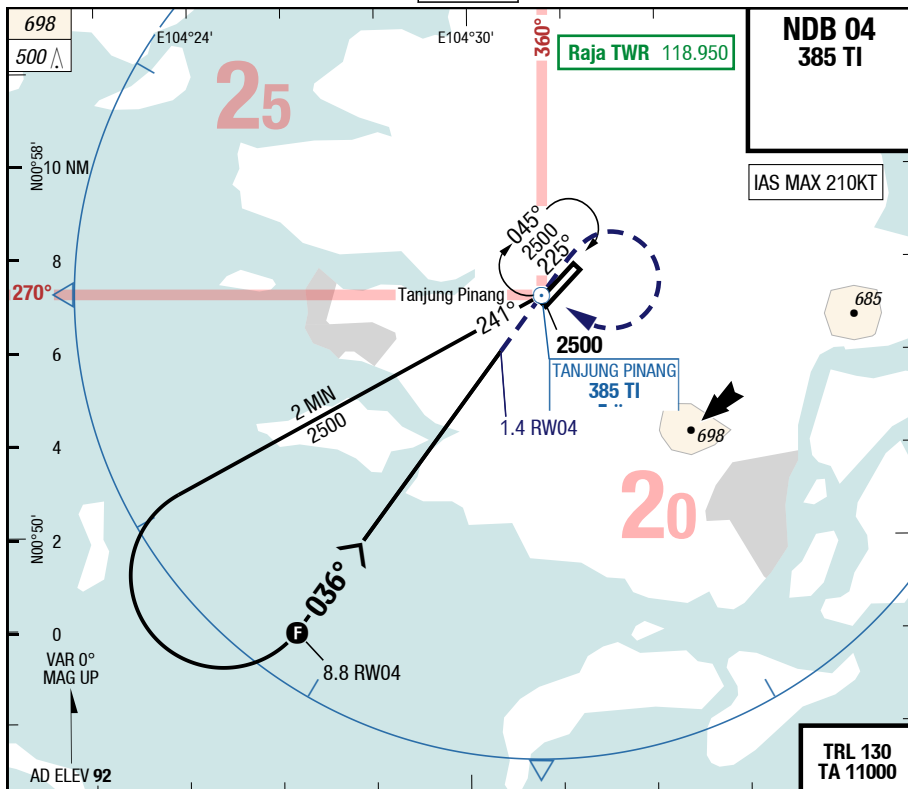 698
500
E104°24'
E104°30'
360°
Raja TWR 118.950
NDB 04
385 TI
25
N00°58'
10 NM
IAS MAX 210KT
045°
2500
225°
8
270°
Tanjung Pinang
241°
685
6
2500
TANJUNG PINANG
385 TI
2 MIN
2500
1.4 RW04
698
4
20
N00°50'
2
-036°
F
0
8.8 RW04
VAR 0°
MAG UP
AD ELEV 92
TRL 130
TA 11000